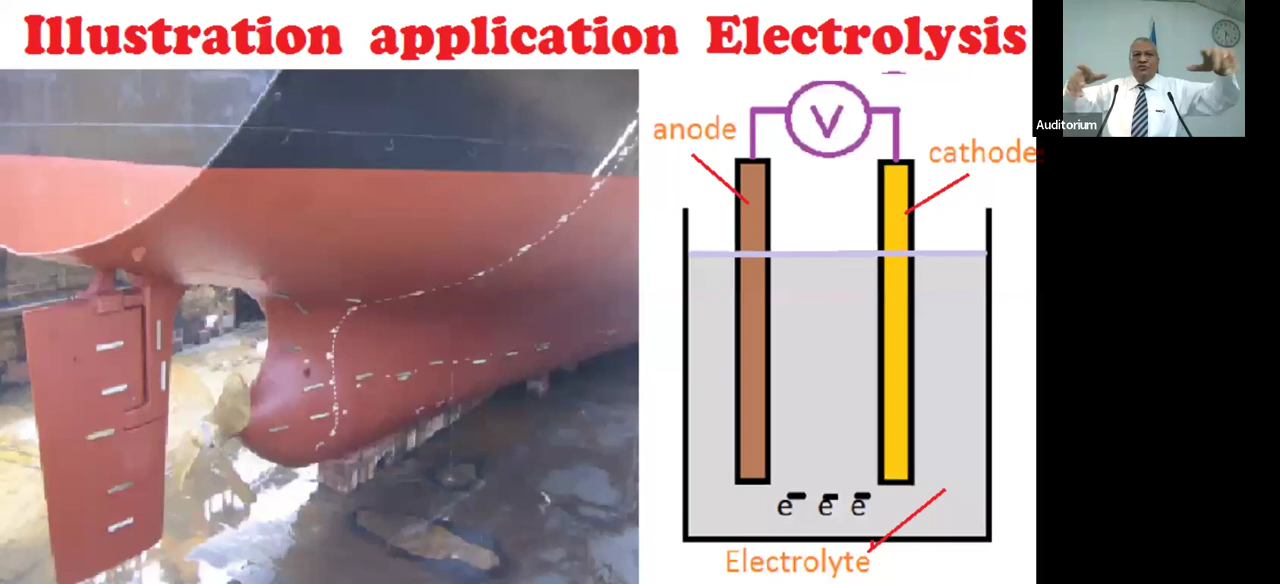 Illustration application Electrolysis
anode
V
cathode
Auditorium
e⁻ e⁻ e⁻
Electrolyte